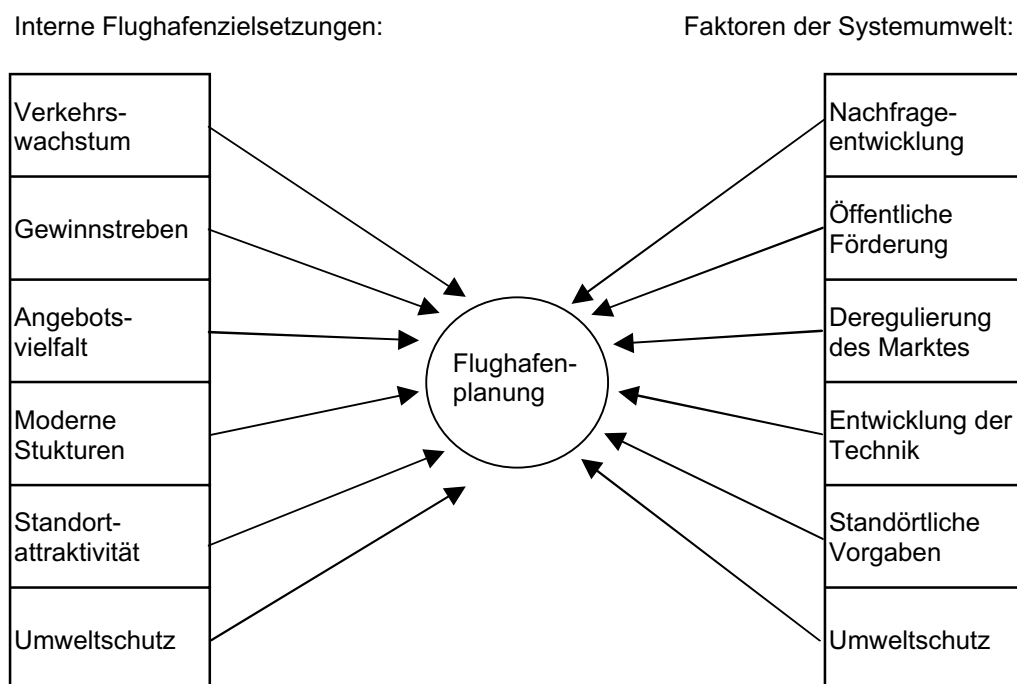 Interne Flughafenzielsetzungen:
Faktoren der Systemumwelt:
Verkehrs-
wachstum
Gewinnstreben
Angebots-
vielfalt
Moderne
Stukturen
Standort-
attraktivität
Umweltschutz
Flughafen-
planung
Nachfrage-
entwicklung
Öffentliche
Förderung
Deregulierung
des Marktes
Entwicklung der
Technik
Standörtliche
Vorgaben
Umweltschutz